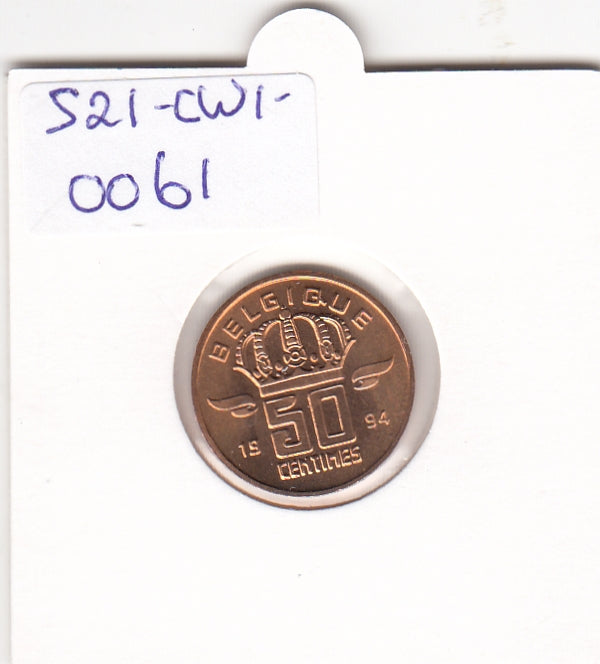 S21-CW1-
0061
BELGIQUE
50
19 94
CENTIMES